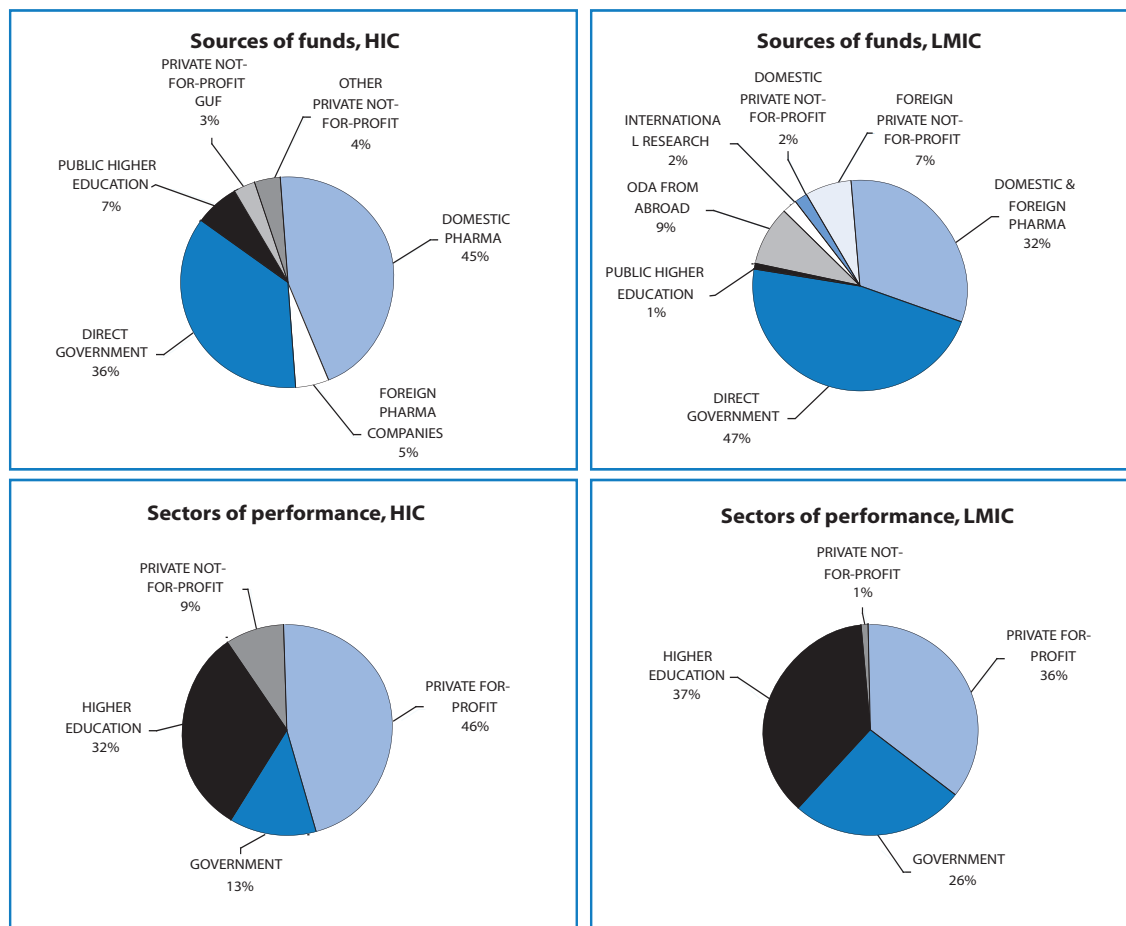 Sources of funds, HIC
PRIVATE NOT-
FOR-PROFIT
GUF
3%
OTHER
PRIVATE NOT-
FOR-PROFIT
4%
PUBLIC HIGHER
EDUCATION
7%
DOMESTIC
PHARMA
45%
DIRECT
GOVERNMENT
36%
FOREIGN
PHARMA
COMPANIES
5%
Sources of funds, LMIC
DOMESTIC
PRIVATE NOT-
FOR-PROFIT
2%
FOREIGN
PRIVATE NOT-
FOR-PROFIT
7%
INTERNATIONA
L RESEARCH
2%
ODA FROM
ABROAD
9%
DOMESTIC &
FOREIGN
PHARMA
32%
PUBLIC HIGHER
EDUCATION
1%
DIRECT
GOVERNMENT
47%
Sectors of performance, HIC
PRIVATE NOT-
FOR-PROFIT
9%
PRIVATE FOR-
PROFIT
46%
HIGHER
EDUCATION
32%
GOVERNMENT
13%
Sectors of performance, LMIC
PRIVATE NOT-
FOR-PROFIT
1%
PRIVATE FOR-
PROFIT
36%
HIGHER
EDUCATION
37%
GOVERNMENT
26%